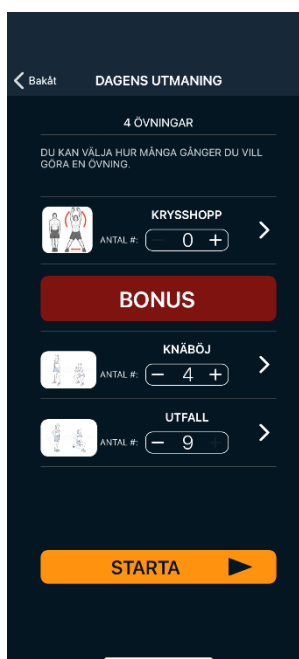 Bakåt DAGENS UTMANING
4 ÖVNINGAR
DU KAN VÄLJA HUR MÅNGA GÅNGER DU VILL
GÖRA EN ÖVNING.
KRYSSHOPP
ANTAL #: − 0 +
BONUS
KNÄBÖJ
ANTAL #: − 4 +
UTFALL
ANTAL #: − 9 +
STARTA